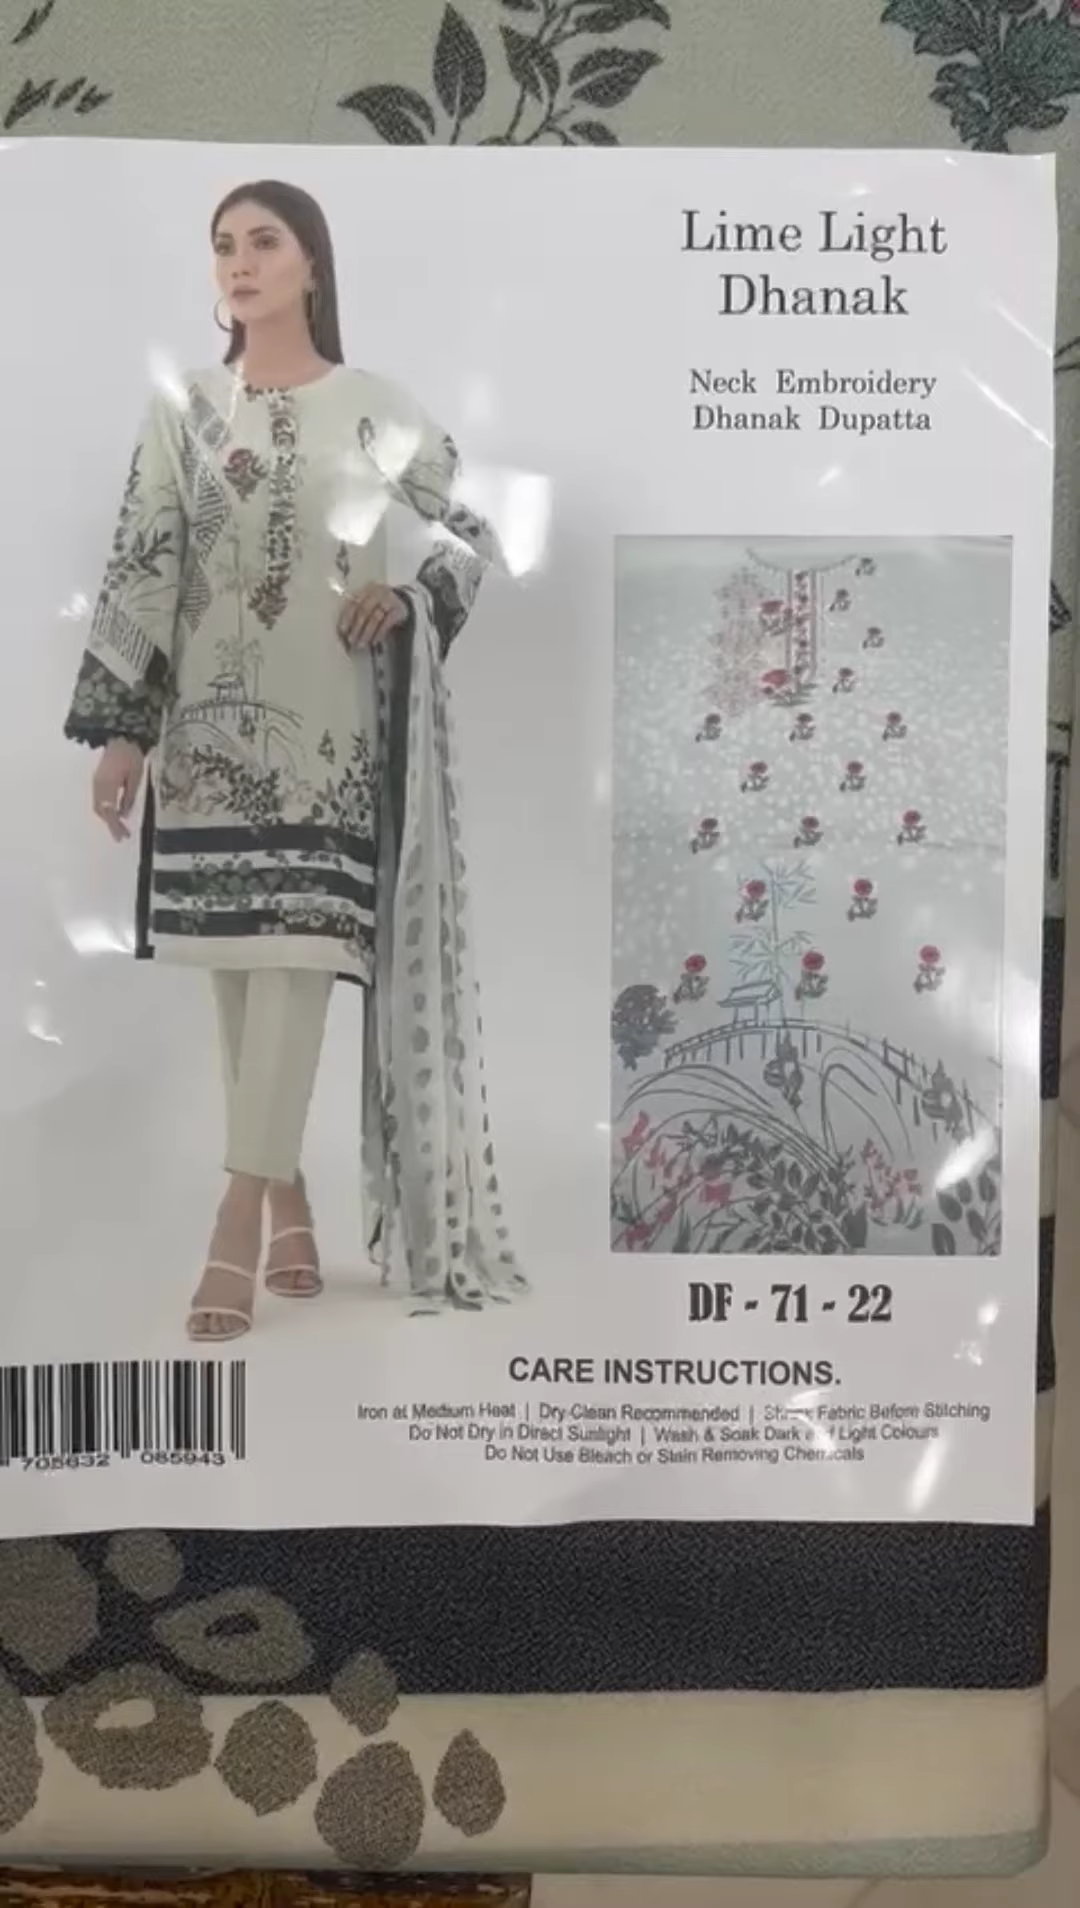 Lime Light
Dhanak
Neck Embroidery
Dhanak Dupatta
DF - 71 - 22
CARE INSTRUCTIONS.
Iron at Medium Heat | Dry Clean Recommended | Fabric Before Stitching
Do Not Dry in Direct Sunlight | Wash & Soak Dark Light Colours
Do Not Use Bleach or Stain Removing Chemicals
705632 085943